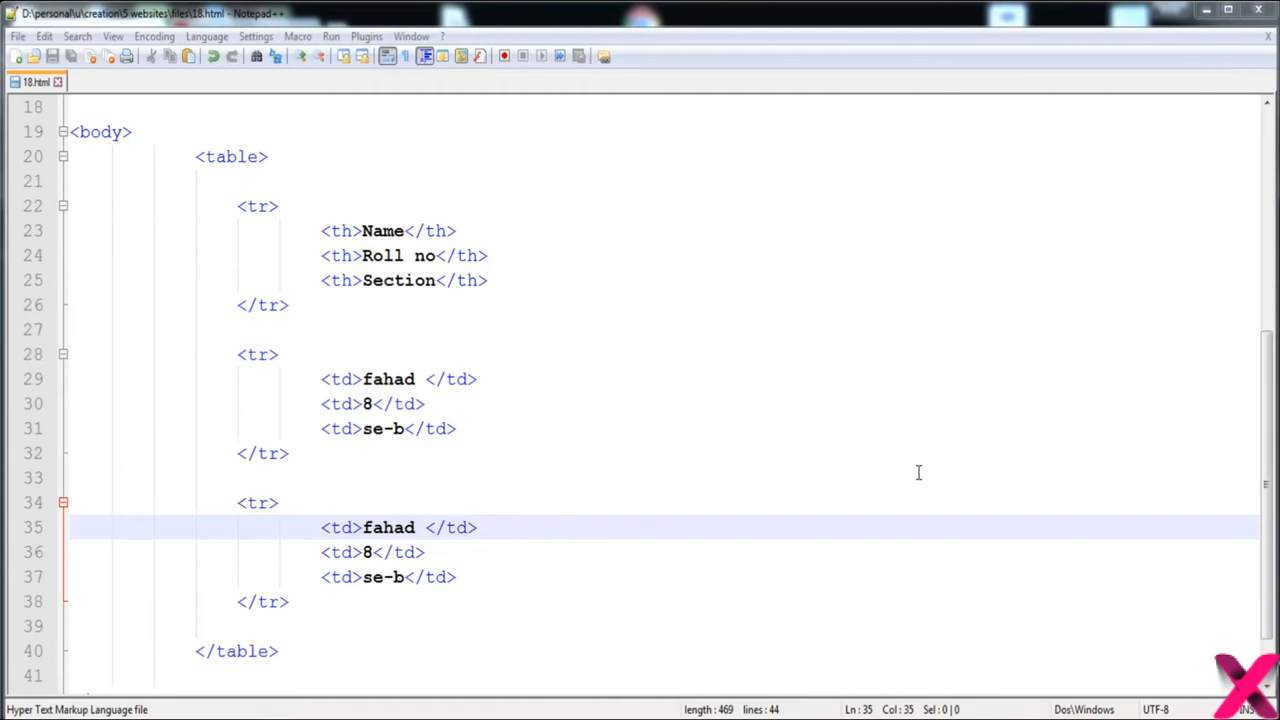 D:\personal\u\creation\5 websites\files\18.html - Notepad++
File Edit Search View Encoding Language Settings Macro Run Plugins Window ? X
18.html
18
19 <body>
20 <table>
21
22 <tr>
23 <th>Name</th>
24 <th>Roll no</th>
25 <th>Section</th>
26 </tr>
27
28 <tr>
29 <td>fahad </td>
30 <td>8</td>
31 <td>se-b</td>
32 </tr>
33
34 <tr>
35 <td>fahad </td>
36 <td>8</td>
37 <td>se-b</td>
38 </tr>
39
40 </table>
41
Hyper Text Markup Language file length : 469 lines : 44 Ln : 35 Col : 35 Sel : 0 | 0 Dos\Windows UTF-8